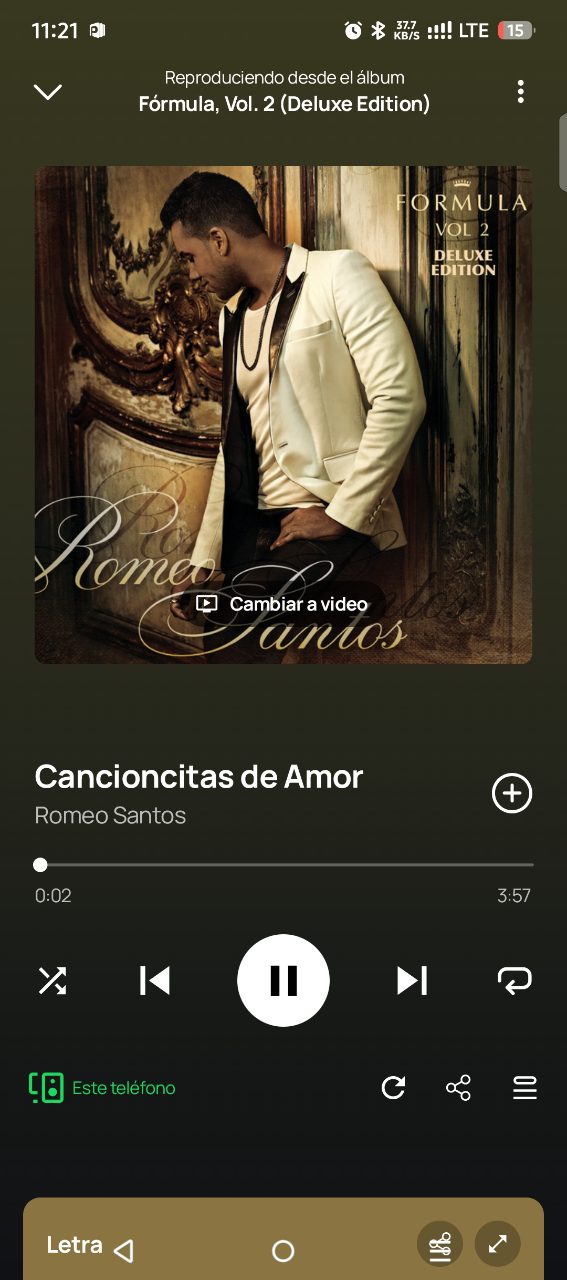 11:21
37.7
KB/S
LTE
15
Reproduciendo desde el álbum
Fórmula, Vol. 2 (Deluxe Edition)
FORMULA
VOL 2
DELUXE
EDITION
Romeo
Santos
Cambiar a video
Cancioncitas de Amor
Romeo Santos
0:02
3:57
Este teléfono
Letra